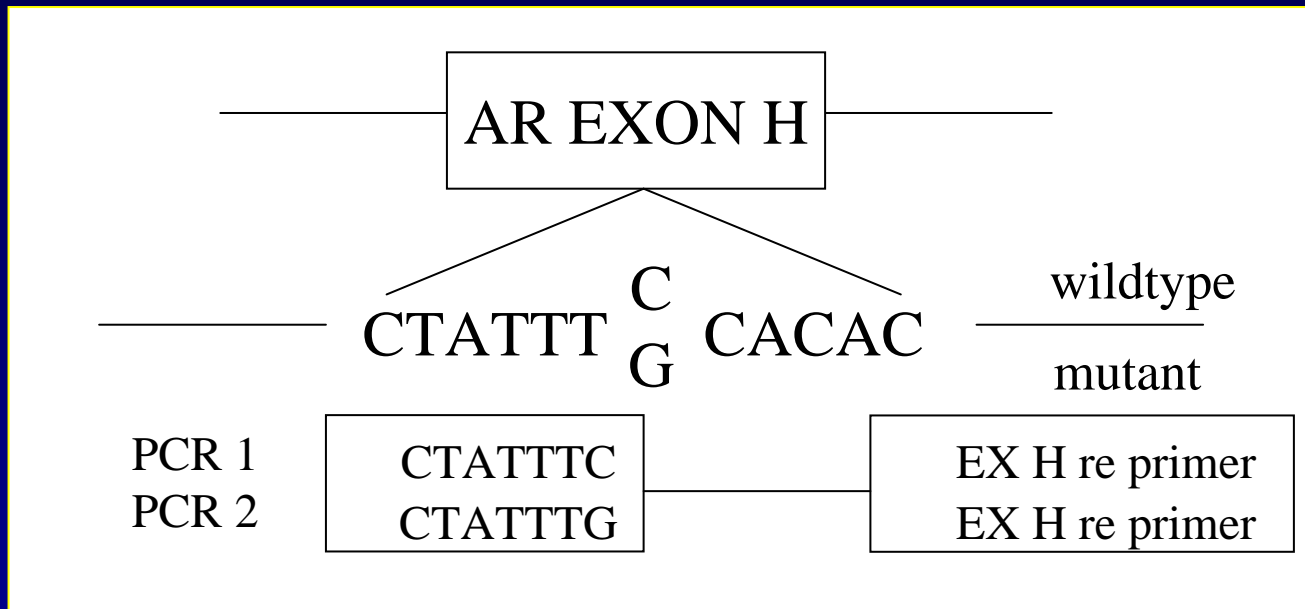 AR EXON H
C wildtype
CTATTT CACAC
G mutant
PCR 1 CTATTTC EX H re primer
PCR 2 CTATTTG EX H re primer